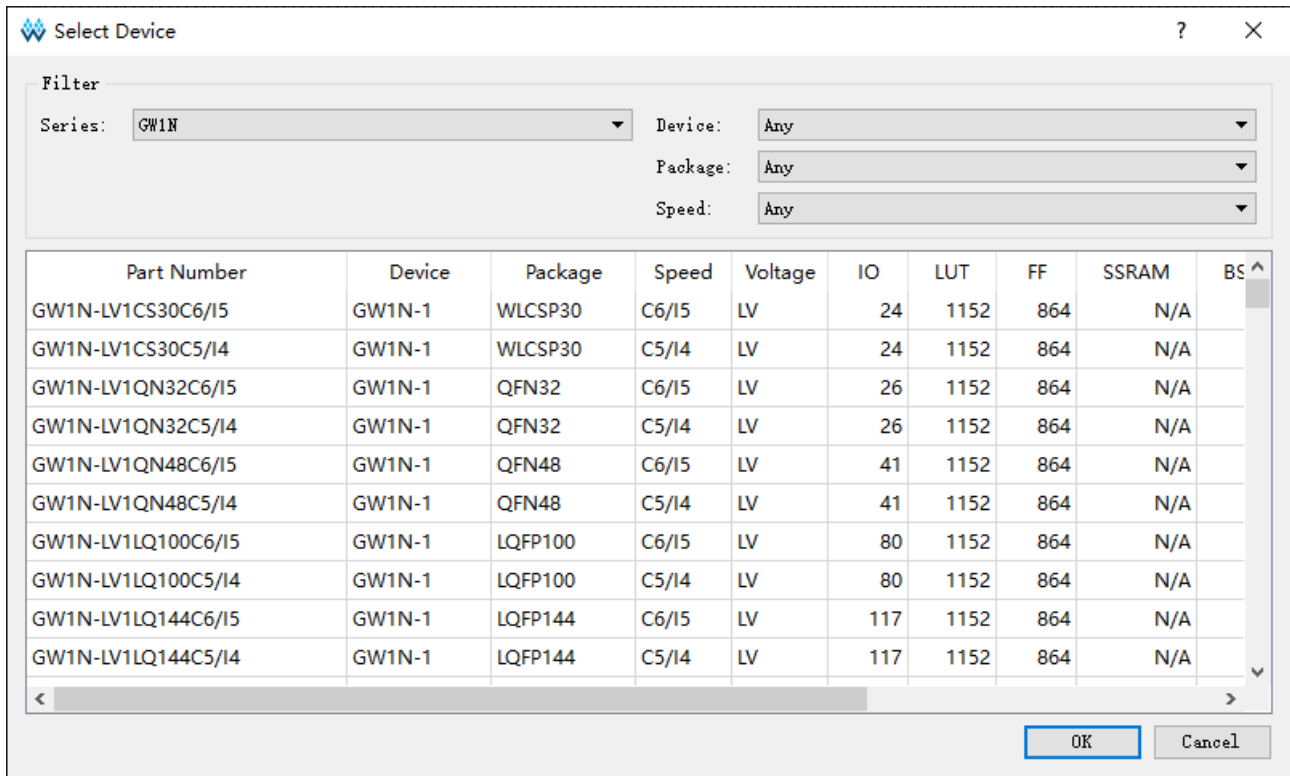 Select Device ?
Filter
Series: GW1N Device: Any
Package: Any
Speed: Any
Part Number Device Package Speed Voltage IO LUT FF SSRAM BS
GW1N-LV1CS30C6/I5 GW1N-1 WLCSP30 C6/I5 LV 24 1152 864 N/A
GW1N-LV1CS30C5/I4 GW1N-1 WLCSP30 C5/I4 LV 24 1152 864 N/A
GW1N-LV1QN32C6/I5 GW1N-1 QFN32 C6/I5 LV 26 1152 864 N/A
GW1N-LV1QN32C5/I4 GW1N-1 QFN32 C5/I4 LV 26 1152 864 N/A
GW1N-LV1QN48C6/I5 GW1N-1 QFN48 C6/I5 LV 41 1152 864 N/A
GW1N-LV1QN48C5/I4 GW1N-1 QFN48 C5/I4 LV 41 1152 864 N/A
GW1N-LV1LQ100C6/I5 GW1N-1 LQFP100 C6/I5 LV 80 1152 864 N/A
GW1N-LV1LQ100C5/I4 GW1N-1 LQFP100 C5/I4 LV 80 1152 864 N/A
GW1N-LV1LQ144C6/I5 GW1N-1 LQFP144 C6/I5 LV 117 1152 864 N/A
GW1N-LV1LQ144C5/I4 GW1N-1 LQFP144 C5/I4 LV 117 1152 864 N/A
OK Cancel